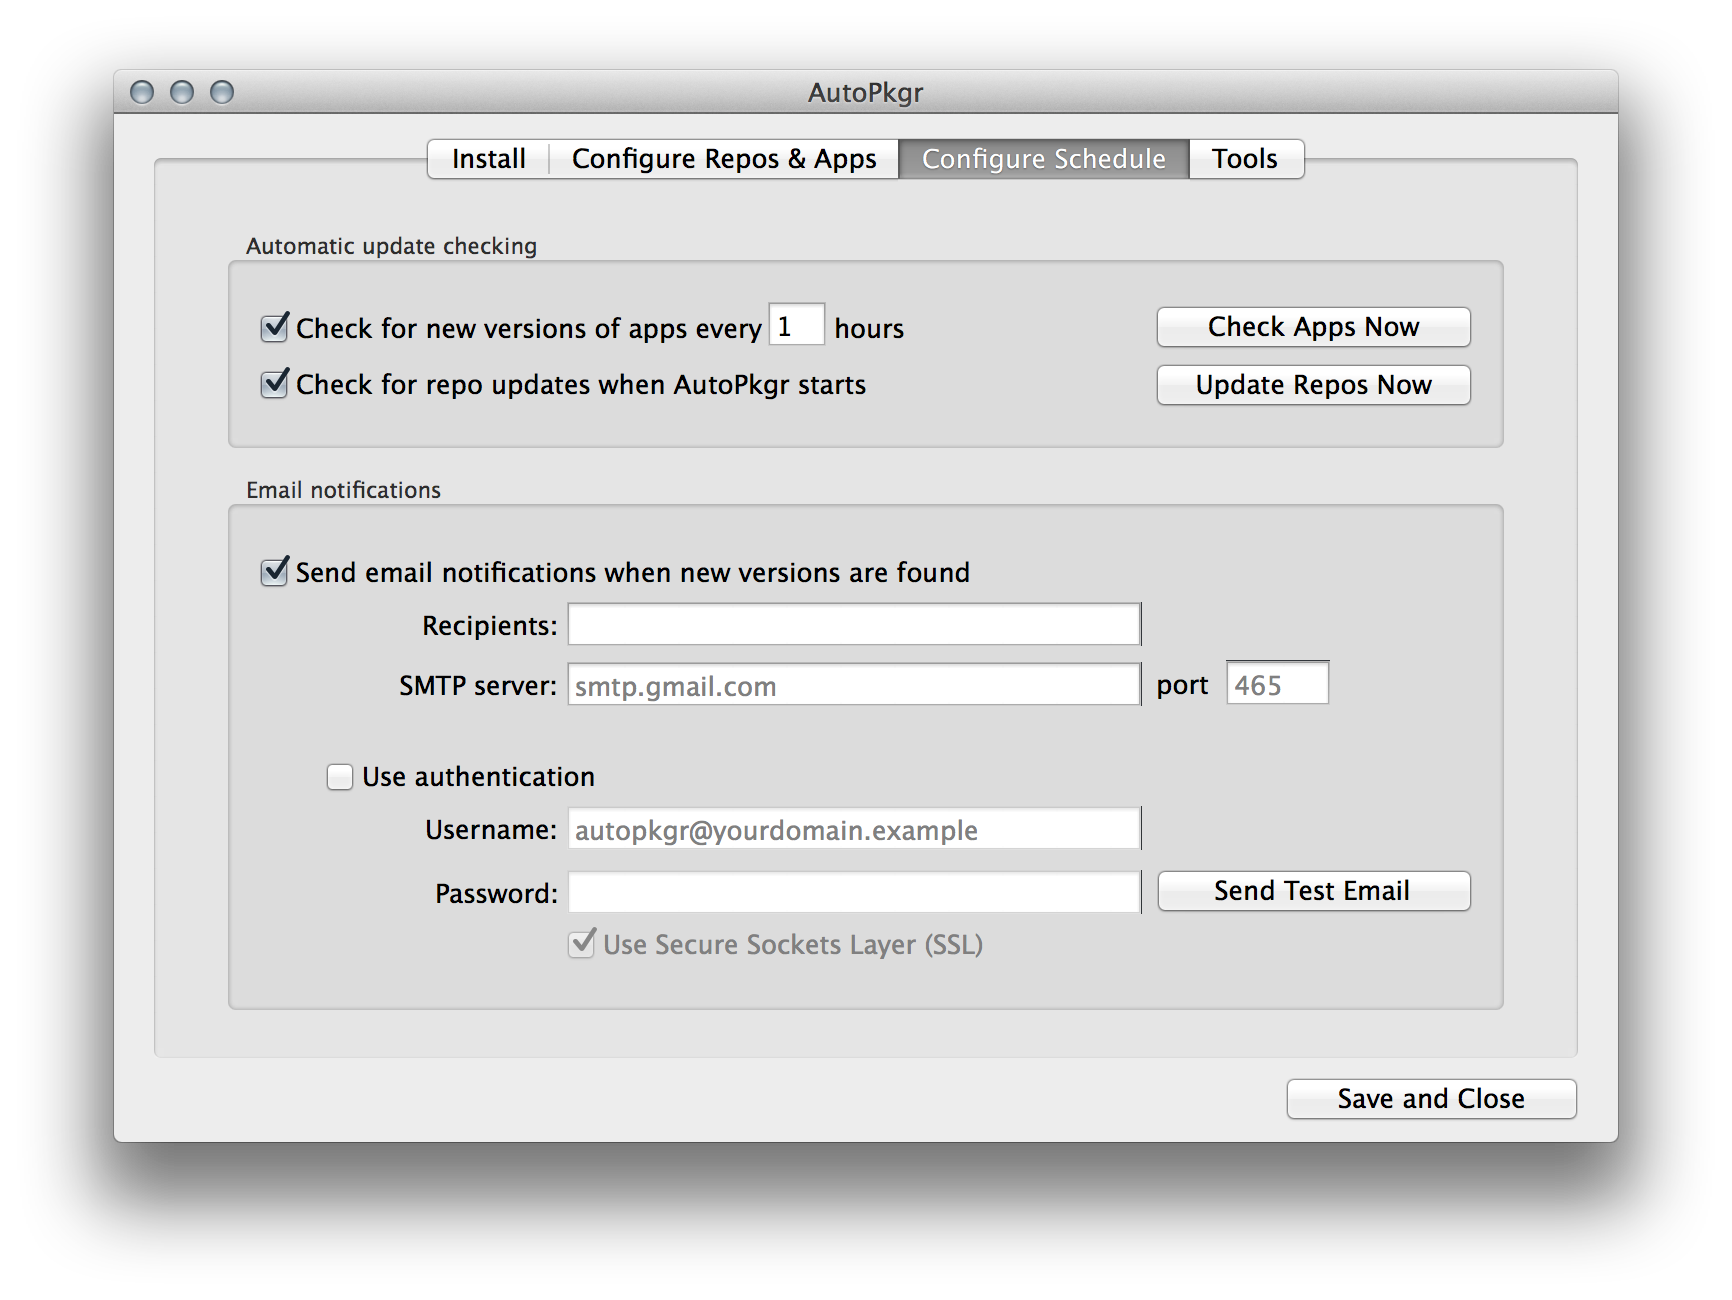 AutoPkgr
Install Configure Repos & Apps Configure Schedule Tools
Automatic update checking
Check for new versions of apps every 1 hours Check Apps Now
Check for repo updates when AutoPkgr starts Update Repos Now
Email notifications
Send email notifications when new versions are found
Recipients:
SMTP server: smtp.gmail.com port 465
Use authentication
Username: autopkgr@yourdomain.example
Password: Send Test Email
Use Secure Sockets Layer (SSL)
Save and Close